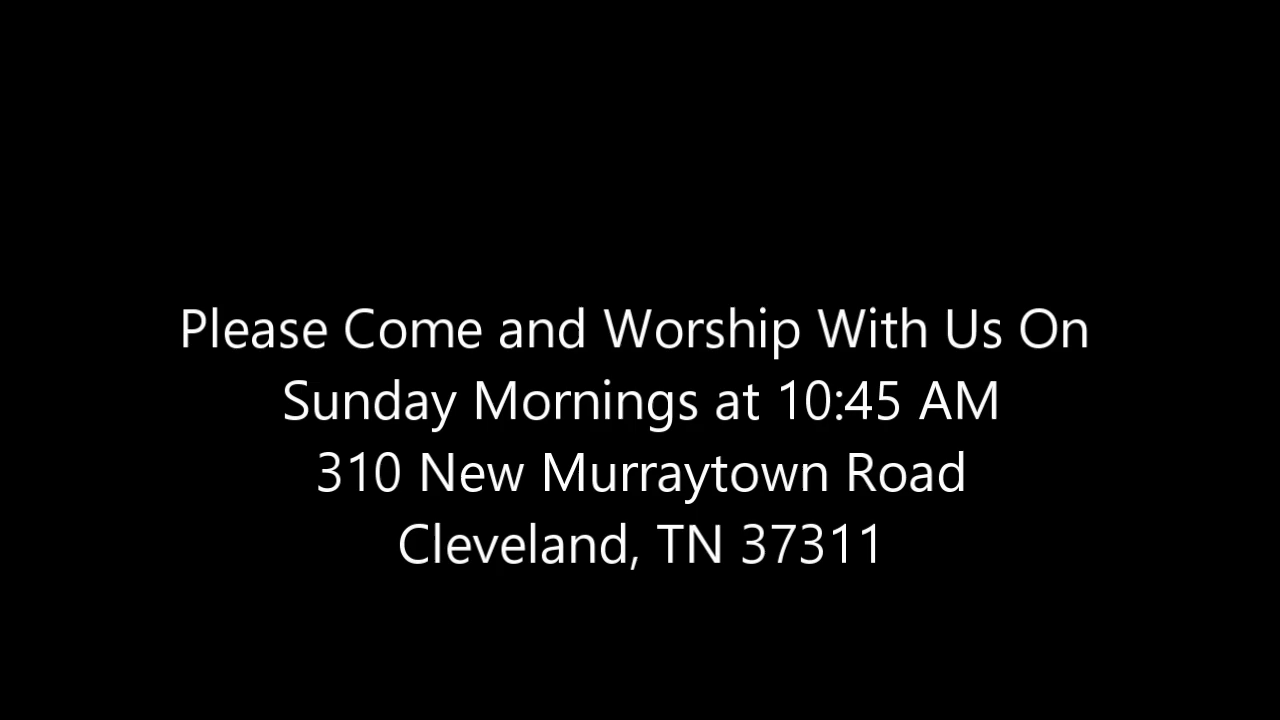 Please Come and Worship With Us On
Sunday Mornings at 10:45 AM
310 New Murraytown Road
Cleveland, TN 37311